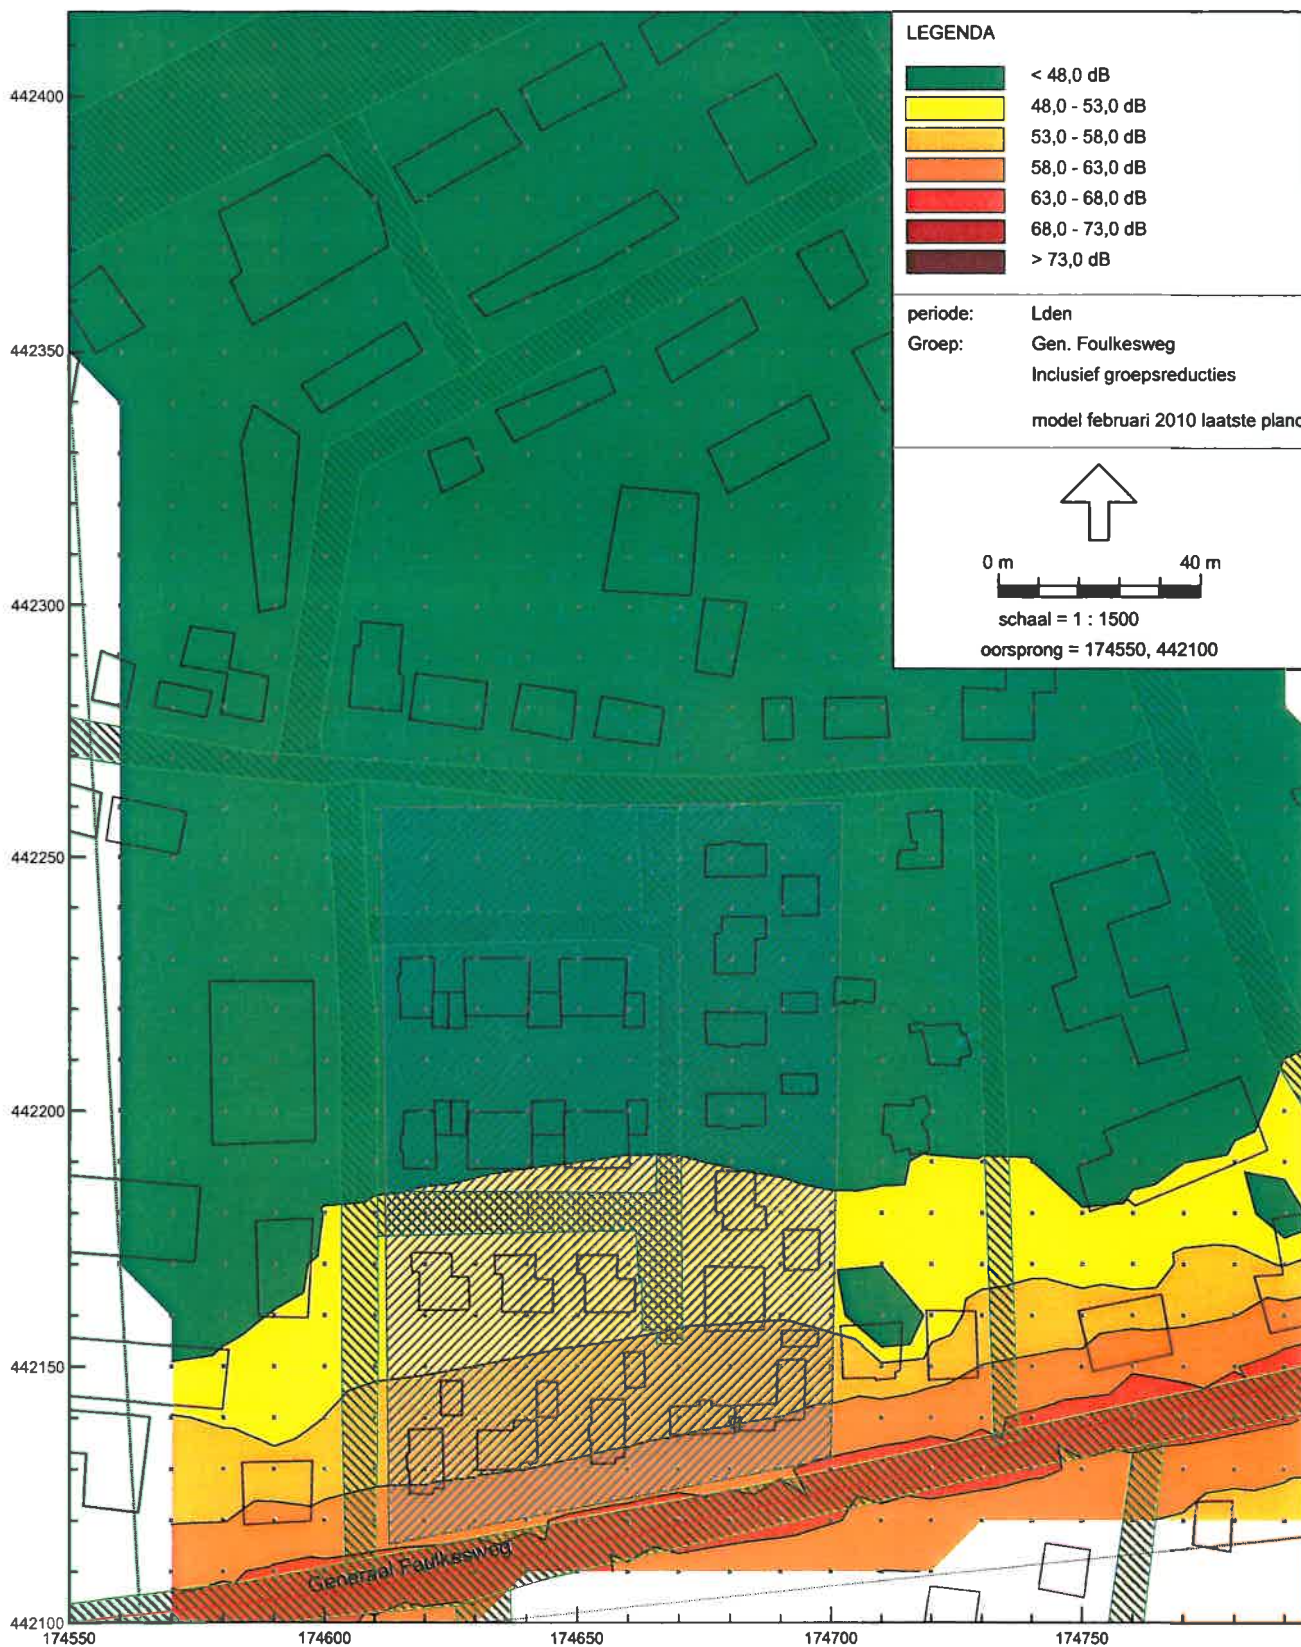 LEGENDA
< 48,0 dB
48,0 - 53,0 dB
53,0 - 58,0 dB
58,0 - 63,0 dB
63,0 - 68,0 dB
68,0 - 73,0 dB
> 73,0 dB
periode: Lden
Groep: Gen. Foulkesweg
Inclusief groepsreducties
model februari 2010 laatste planc
0 m 40 m
schaal = 1 : 1500
oorsprong = 174550, 442100
442400
442350
442300
442250
442200
442150
442100
Generaal Faulkesweg
174550 174600 174650 174700 174750